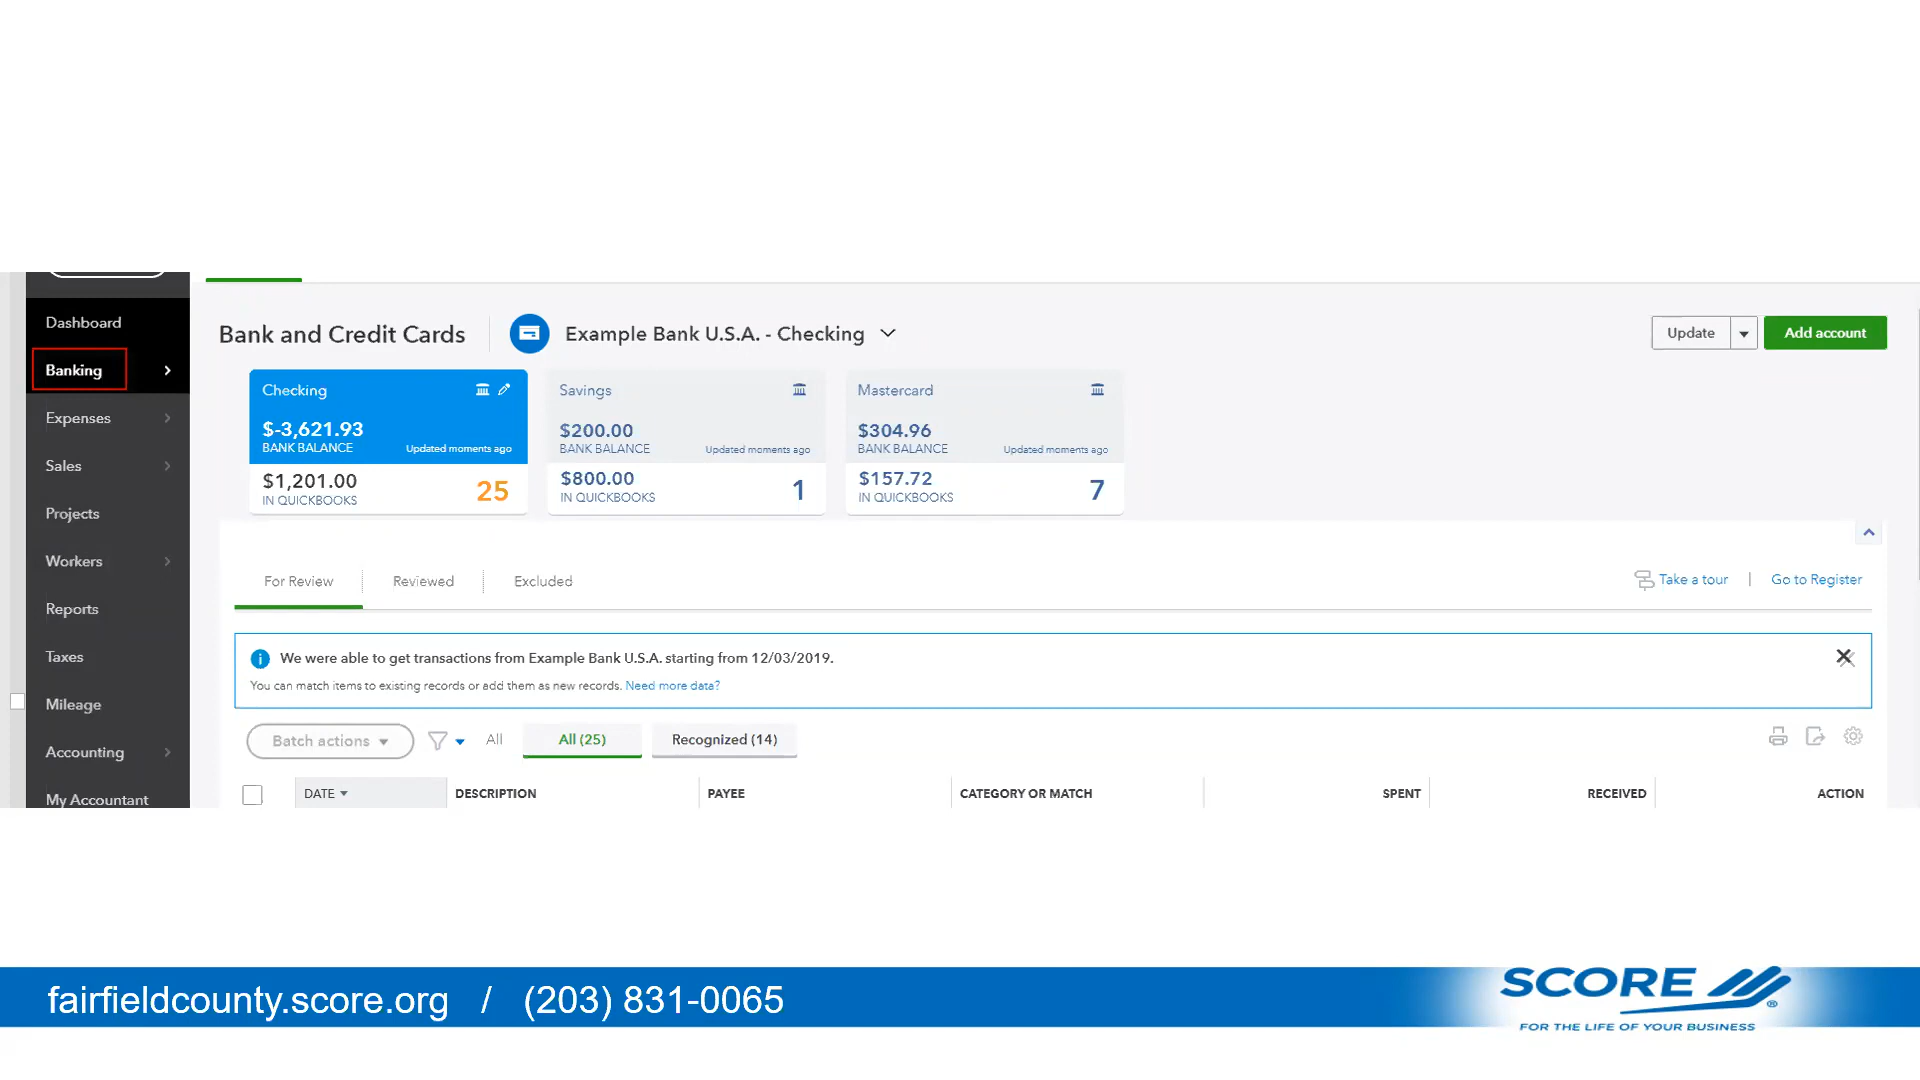 Dashboard
Banking
Expenses
Sales
Projects
Workers
Reports
Taxes
Mileage
Accounting
My Accountant
Bank and Credit Cards
Example Bank U.S.A. - Checking
Update
Add account
Checking
$-3,621.93
BANK BALANCE
Updated moments ago
$1,201.00
IN QUICKBOOKS
25
Savings
$200.00
BANK BALANCE
Updated moments ago
$800.00
IN QUICKBOOKS
1
Mastercard
$304.96
BANK BALANCE
Updated moments ago
$157.72
IN QUICKBOOKS
7
For Review
Reviewed
Excluded
Take a tour
Go to Register
We were able to get transactions from Example Bank U.S.A. starting from 12/03/2019.
You can match items to existing records or add them as new records. Need more data?
Batch actions
All
All (25)
Recognized (14)
DATE
DESCRIPTION
PAYEE
CATEGORY OR MATCH
SPENT
RECEIVED
ACTION
fairfieldcounty.score.org / (203) 831-0065
SCORE
®
FOR THE LIFE OF YOUR BUSINESS